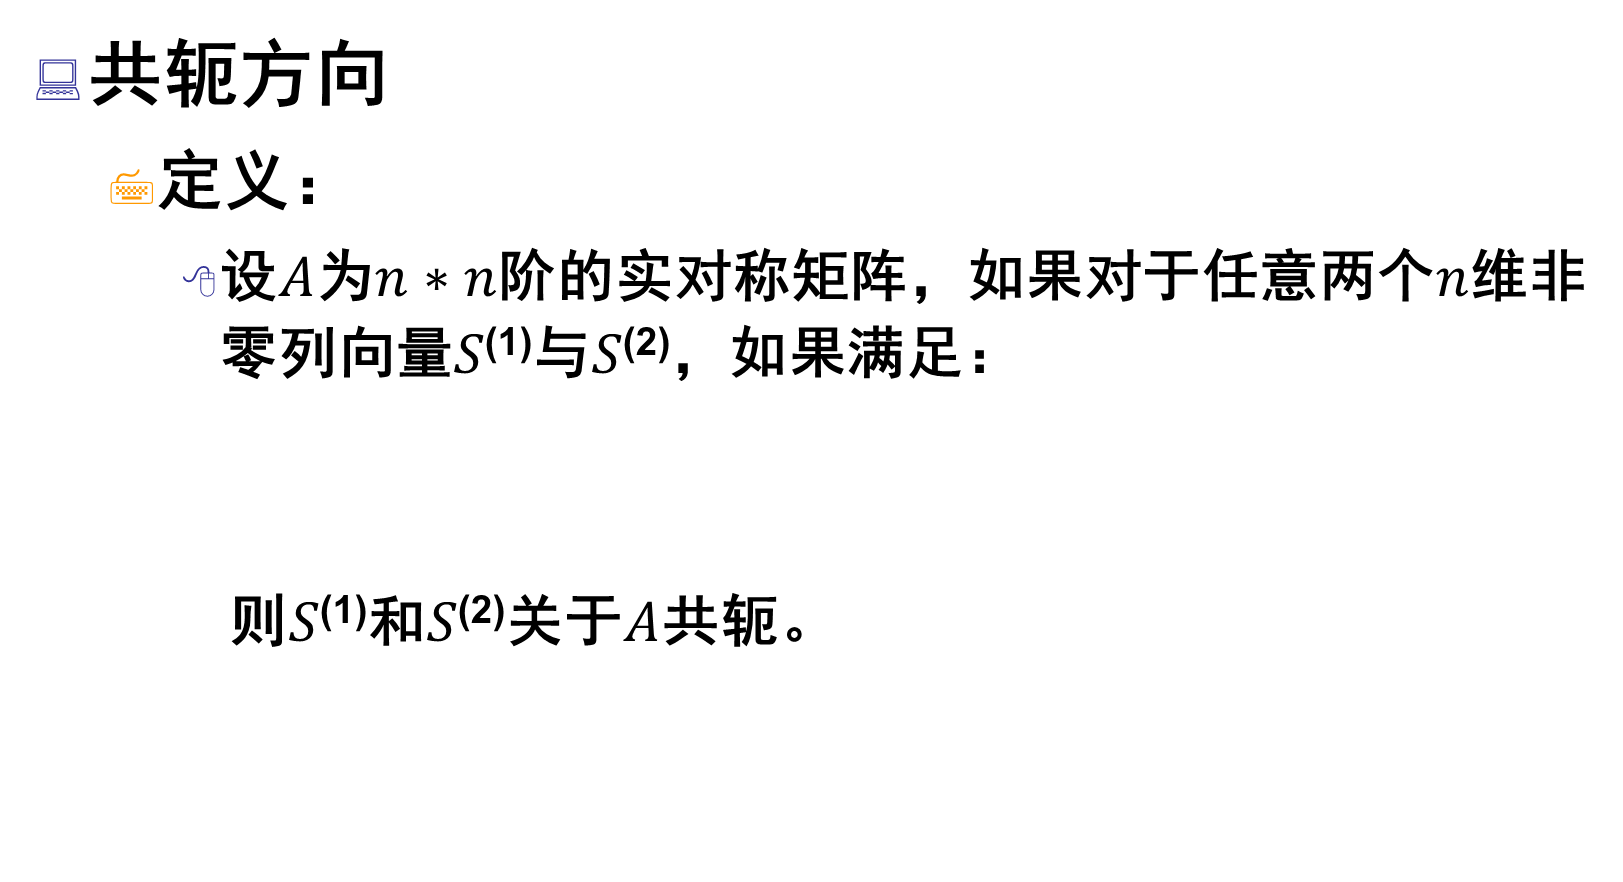 共轭方向
定义：
设A为n∗n阶的实对称矩阵，如果对于任意两个n维非
零列向量S(1)与S(2)，如果满足：
则S(1)和S(2)关于A共轭。